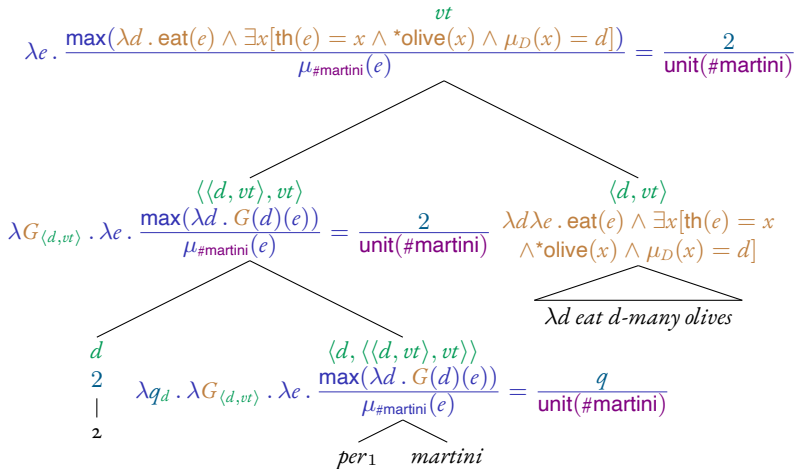 vt
λe . max(λd . eat(e) ∧ ∃x[th(e) = x ∧ *olive(x) ∧ μ_D(x) = d]) / μ_#martini(e) = 2 / unit(#martini)
⟨⟨d, vt⟩, vt⟩
λG_⟨d,vt⟩ . λe . max(λd . G(d)(e)) / μ_#martini(e) = 2 / unit(#martini)
⟨d, vt⟩
λdλe . eat(e) ∧ ∃x[th(e) = x
∧*olive(x) ∧ μ_D(x) = d]
λd eat d-many olives
d
2
2
⟨d, ⟨⟨d, vt⟩, vt⟩⟩
λq_d . λG_⟨d,vt⟩ . λe . max(λd . G(d)(e)) / μ_#martini(e) = q / unit(#martini)
per₁ martini